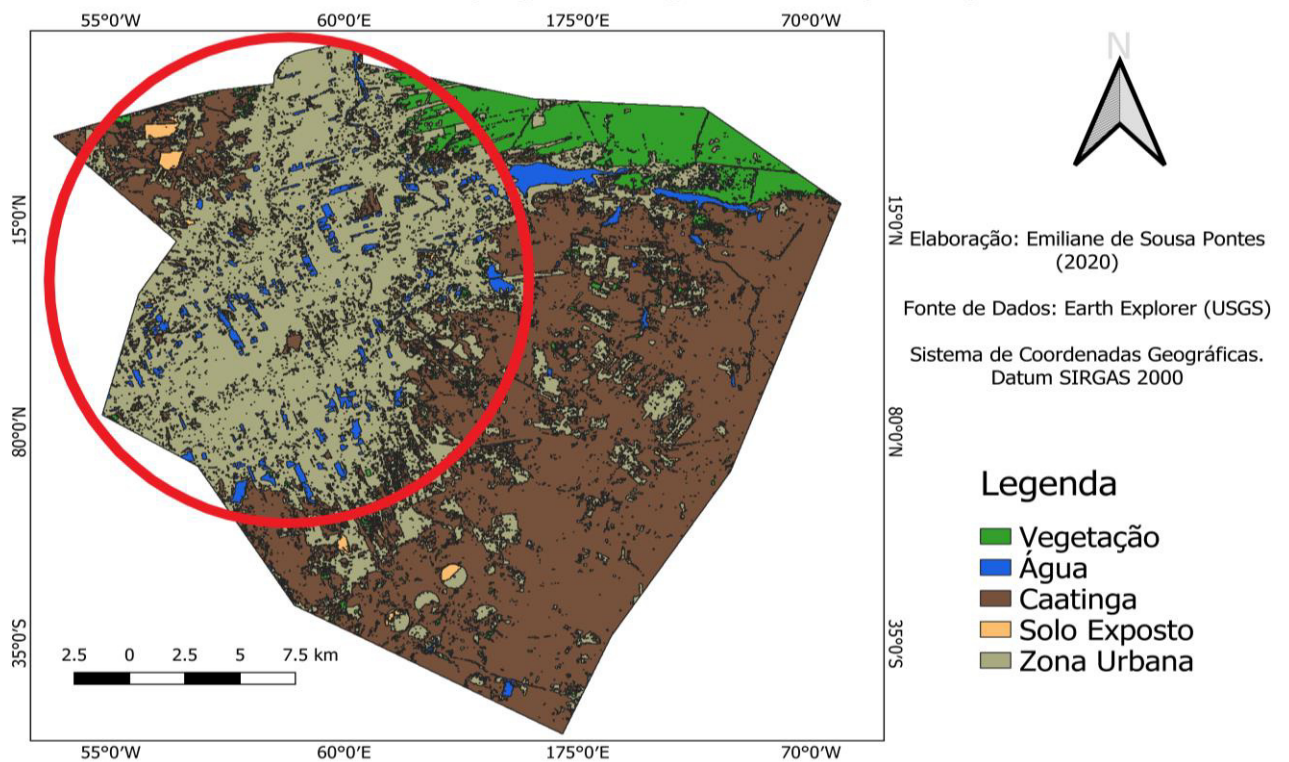 55°0'W 60°0'E 175°0'E 70°0'W
N
15°0'N
15°0'N
Elaboração: Emiliane de Sousa Pontes
(2020)
Fonte de Dados: Earth Explorer (USGS)
Sistema de Coordenadas Geográficas.
Datum SIRGAS 2000
80°0'N
80°0'N
Legenda
Vegetação
Água
Caatinga
Solo Exposto
Zona Urbana
35°0'S
35°0'S
2.5 0 2.5 5 7.5 km
55°0'W 60°0'E 175°0'E 70°0'W